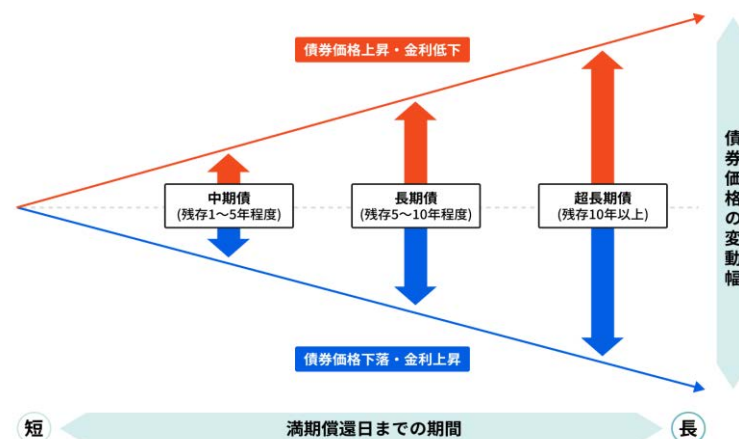 債券価格上昇・金利低下
中期債
(残存1〜5年程度)
長期債
(残存5〜10年程度)
超長期債
(残存10年以上)
債券価格の変動幅
債券価格下落・金利上昇
短
満期償還日までの期間
長